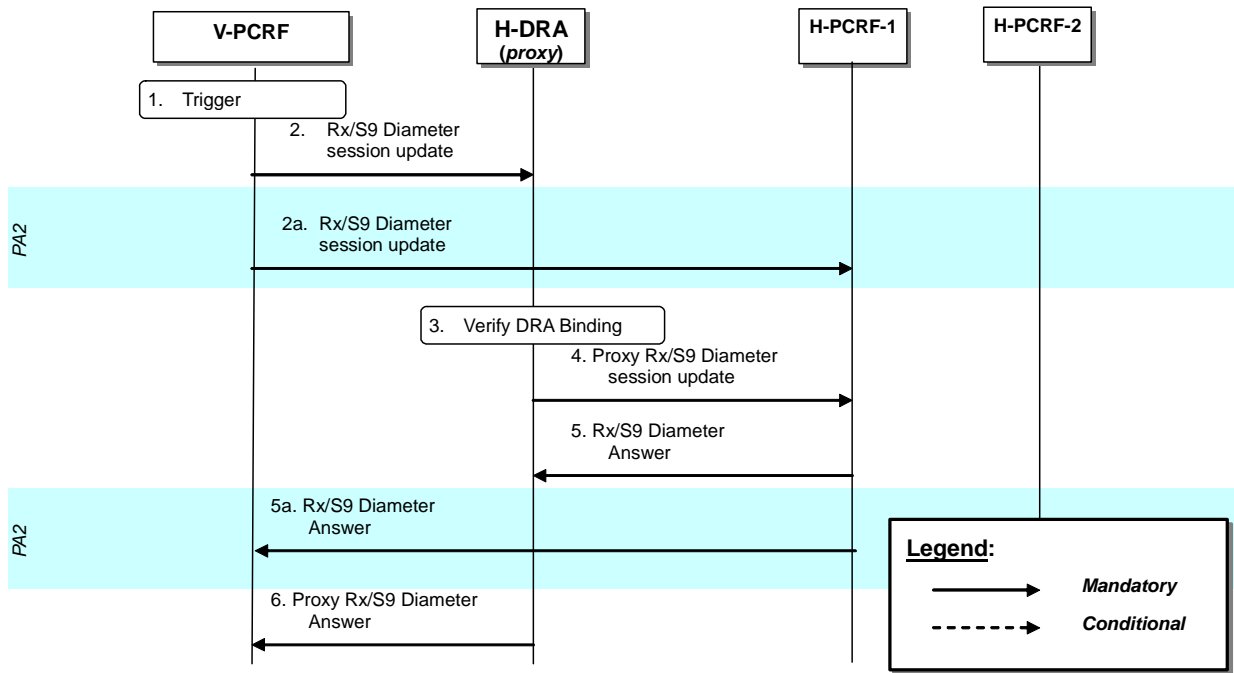 V-PCRF
H-DRA
(proxy)
H-PCRF-1
H-PCRF-2
1. Trigger
2. Rx/S9 Diameter
session update
PA2
2a. Rx/S9 Diameter
session update
3. Verify DRA Binding
4. Proxy Rx/S9 Diameter
session update
5. Rx/S9 Diameter
Answer
PA2
5a. Rx/S9 Diameter
Answer
6. Proxy Rx/S9 Diameter
Answer
Legend:
Mandatory
Conditional